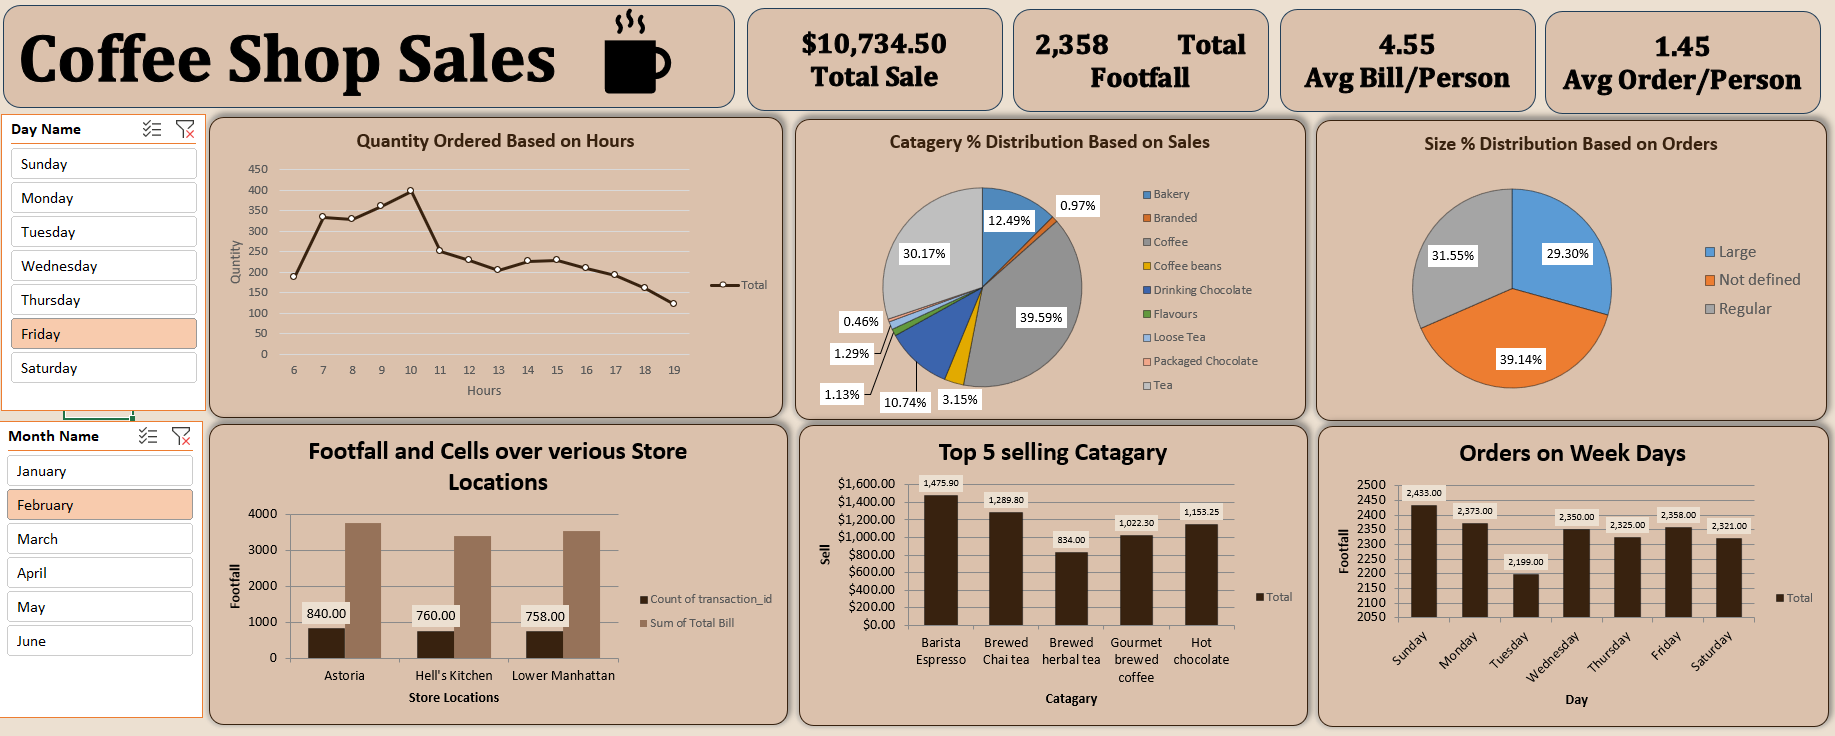 Coffee Shop Sales
$10,734.50
Total Sale
2,358 Total
Footfall
4.55
Avg Bill/Person
1.45
Avg Order/Person
Day Name
Sunday
Monday
Tuesday
Wednesday
Thursday
Friday
Saturday
Month Name
January
February
March
April
May
June
Quantity Ordered Based on Hours
450
400
350
300
250
200
150
100
50
0
Quntity
6 7 8 9 10 11 12 13 14 15 16 17 18 19
Hours
Total
Catagery % Distribution Based on Sales
12.49%
0.97%
39.59%
3.15%
10.74%
1.13%
1.29%
0.46%
30.17%
Bakery
Branded
Coffee
Coffee beans
Drinking Chocolate
Flavours
Loose Tea
Packaged Chocolate
Tea
Size % Distribution Based on Orders
29.30%
39.14%
31.55%
Large
Not defined
Regular
Footfall and Cells over verious Store
Locations
4000
3000
2000
1000
0
Footfall
840.00
760.00
758.00
Astoria
Hell's Kitchen
Lower Manhattan
Store Locations
Count of transaction_id
Sum of Total Bill
Top 5 selling Catagary
$1,600.00
$1,400.00
$1,200.00
$1,000.00
$800.00
$600.00
$400.00
$200.00
$0.00
Sell
1,475.90
1,289.80
834.00
1,022.30
1,153.25
Barista
Espresso
Brewed
Chai tea
Brewed
herbal tea
Gourmet
brewed
coffee
Hot
chocolate
Catagary
Total
Orders on Week Days
2500
2450
2400
2350
2300
2250
2200
2150
2100
2050
Footfall
2,433.00
2,373.00
2,199.00
2,350.00
2,325.00
2,358.00
2,321.00
Sunday
Monday
Tuesday
Wednesday
Thursday
Friday
Saturday
Day
Total